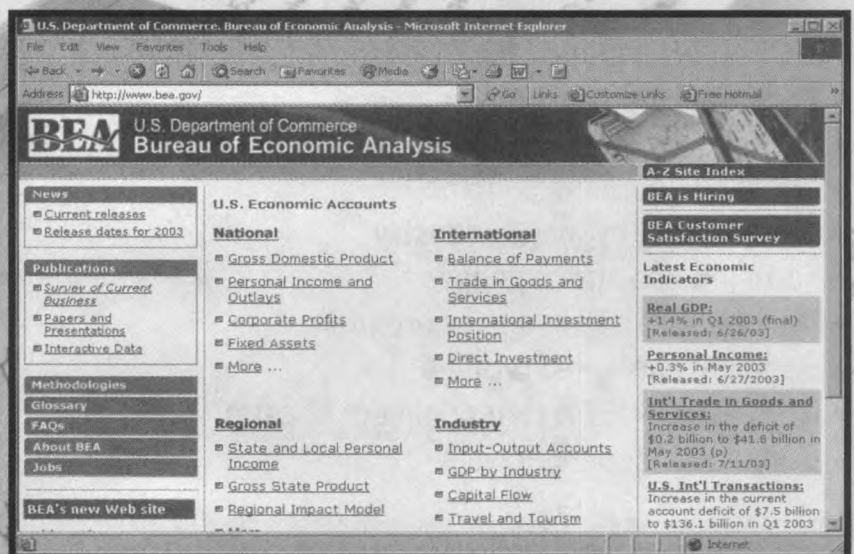 U.S. Department of Commerce. Bureau of Economic Analysis - Microsoft Internet Explorer
File Edit View Favorites Tools Help
Back Search Favorites Media
Address http://www.bea.gov/ Go Links Customize Links Free Hotmail
BEA U.S. Department of Commerce
Bureau of Economic Analysis
A-Z Site Index
News
Current releases
Release dates for 2003
Publications
Survey of Current
Business
Papers and
Presentations
Interactive Data
Methodologies
Glossary
FAQs
About BEA
Jobs
BEA's new Web site
U.S. Economic Accounts
National
Gross Domestic Product
Personal Income and
Outlays
Corporate Profits
Fixed Assets
More ...
International
Balance of Payments
Trade in Goods and
Services
International Investment
Position
Direct Investment
More ...
Regional
State and Local Personal
Income
Gross State Product
Regional Impact Model
Industry
Input-Output Accounts
GDP by Industry
Capital Flow
Travel and Tourism
BEA is Hiring
BEA Customer
Satisfaction Survey
Latest Economic
Indicators
Real GDP:
+1.4% in Q1 2003 (final)
[Released: 6/26/03]
Personal Income:
+0.3% in May 2003
[Released: 6/27/2003]
Int'l Trade in Goods and
Services:
Increase in the deficit of
$0.2 billion to $41.8 billion in
May 2003 (p)
[Released: 7/11/03]
U.S. Int'l Transactions:
Increase in the current
account deficit of $7.5 billion
to $136.1 billion in Q1 2003
Internet